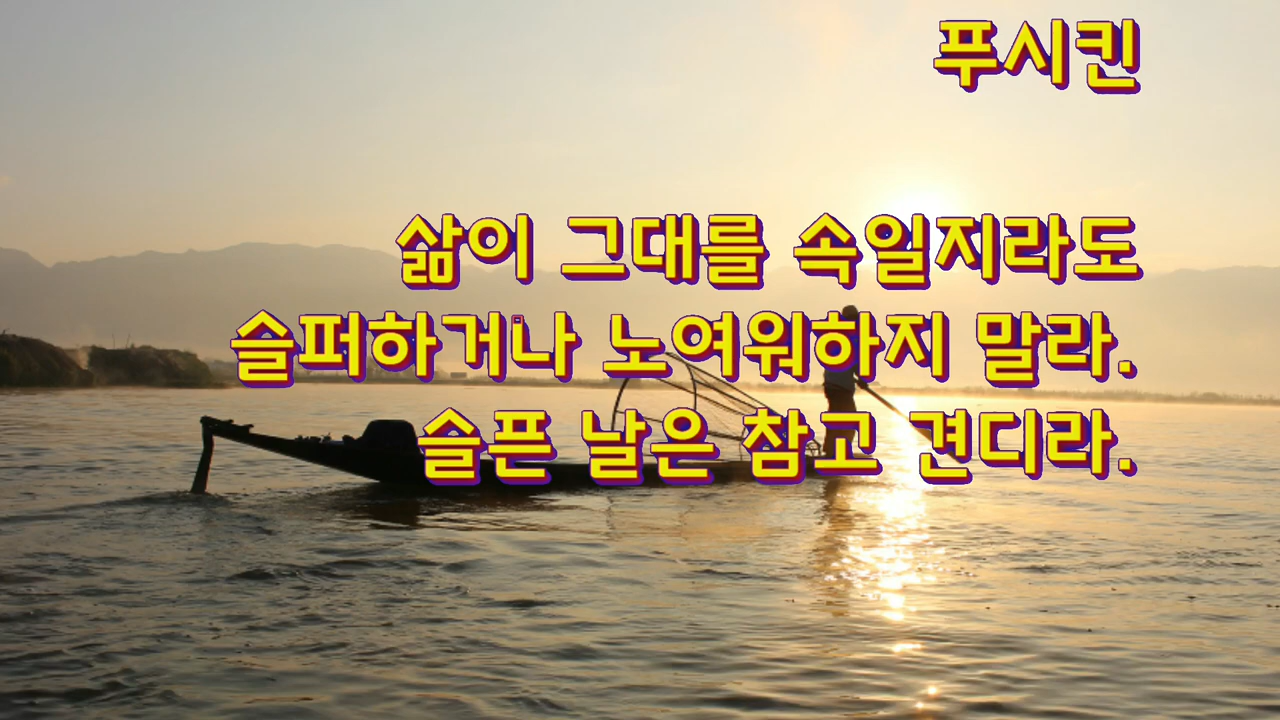 푸시킨
삶이 그대를 속일지라도
슬퍼하거나 노여워하지 말라.
슬픈 날은 참고 견디라.